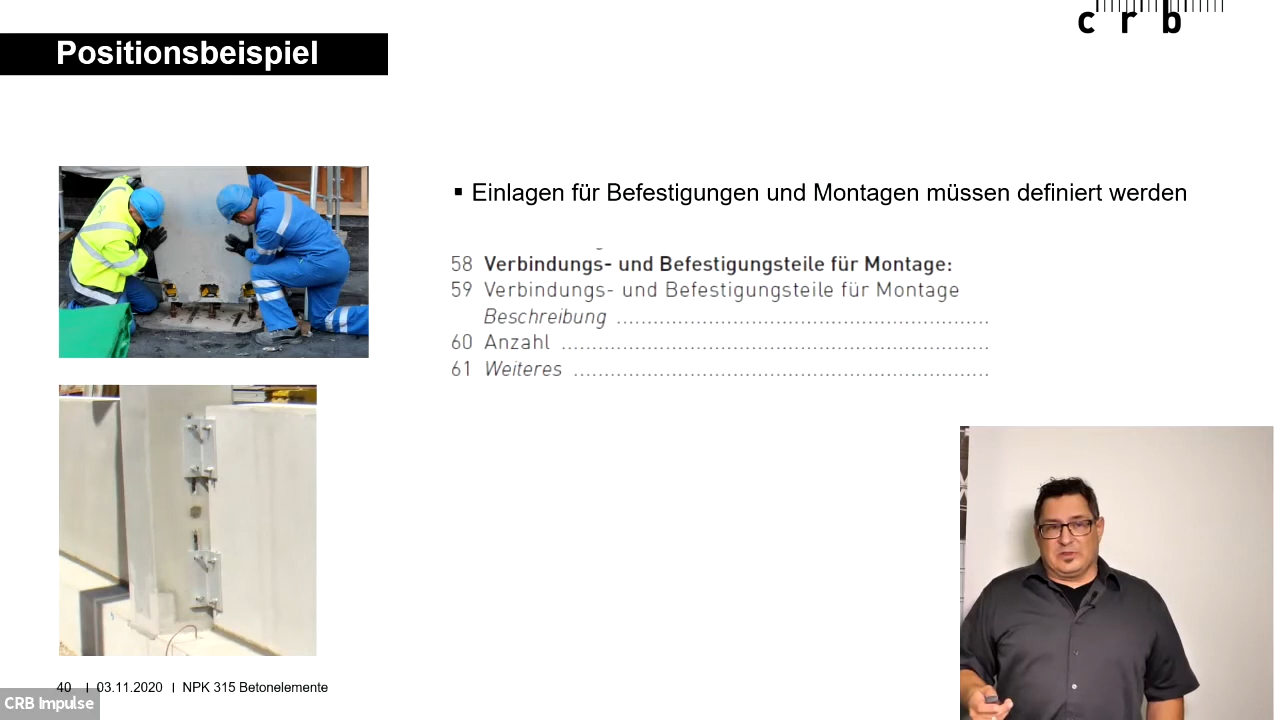 crb
Positionsbeispiel
▪ Einlagen für Befestigungen und Montagen müssen definiert werden
58 Verbindungs- und Befestigungsteile für Montage:
59 Verbindungs- und Befestigungsteile für Montage
Beschreibung ............................................................
60 Anzahl .....................................................................
61 Weiteres ...................................................................
40 | 03.11.2020 | NPK 315 Betonelemente
CRB Impulse